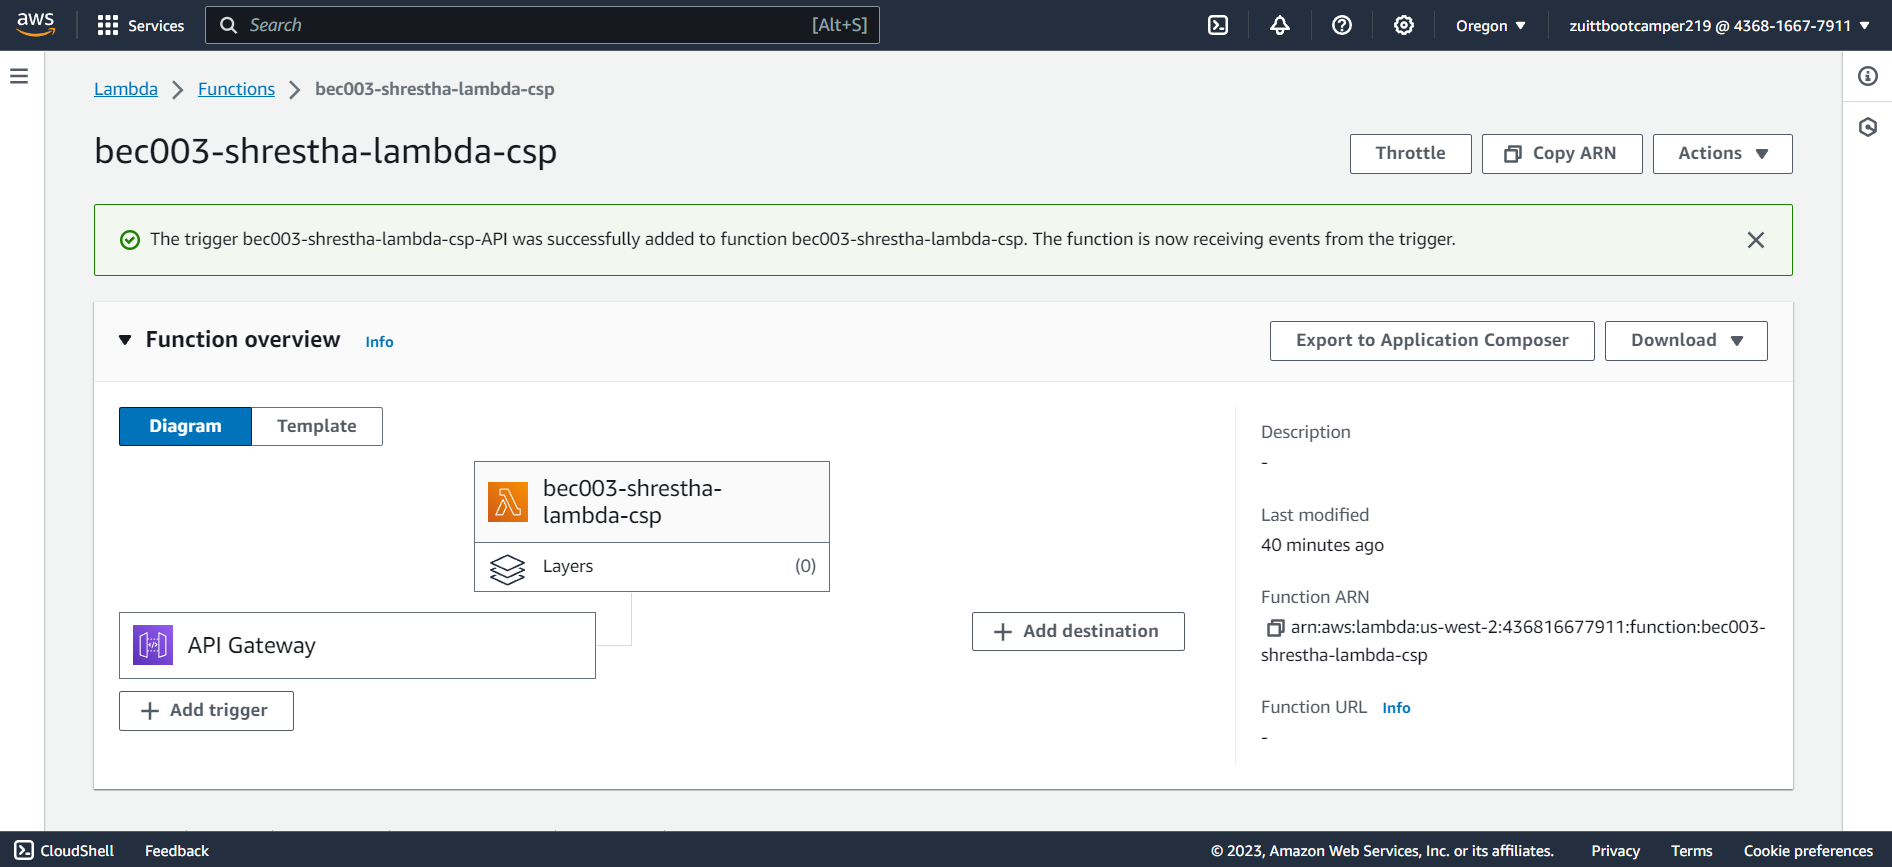 aws
Services
Search
[Alt+S]
Oregon
zuittbootcamper219 @ 4368-1667-7911
Lambda
Functions
bec003-shrestha-lambda-csp
bec003-shrestha-lambda-csp
Throttle
Copy ARN
Actions
The trigger bec003-shrestha-lambda-csp-API was successfully added to function bec003-shrestha-lambda-csp. The function is now receiving events from the trigger.
Function overview
Info
Export to Application Composer
Download
Diagram
Template
bec003-shrestha-
lambda-csp
Layers
(0)
API Gateway
Add trigger
Add destination
Description
-
Last modified
40 minutes ago
Function ARN
arn:aws:lambda:us-west-2:436816677911:function:bec003-
shrestha-lambda-csp
Function URL
Info
-
CloudShell
Feedback
© 2023, Amazon Web Services, Inc. or its affiliates.
Privacy
Terms
Cookie preferences